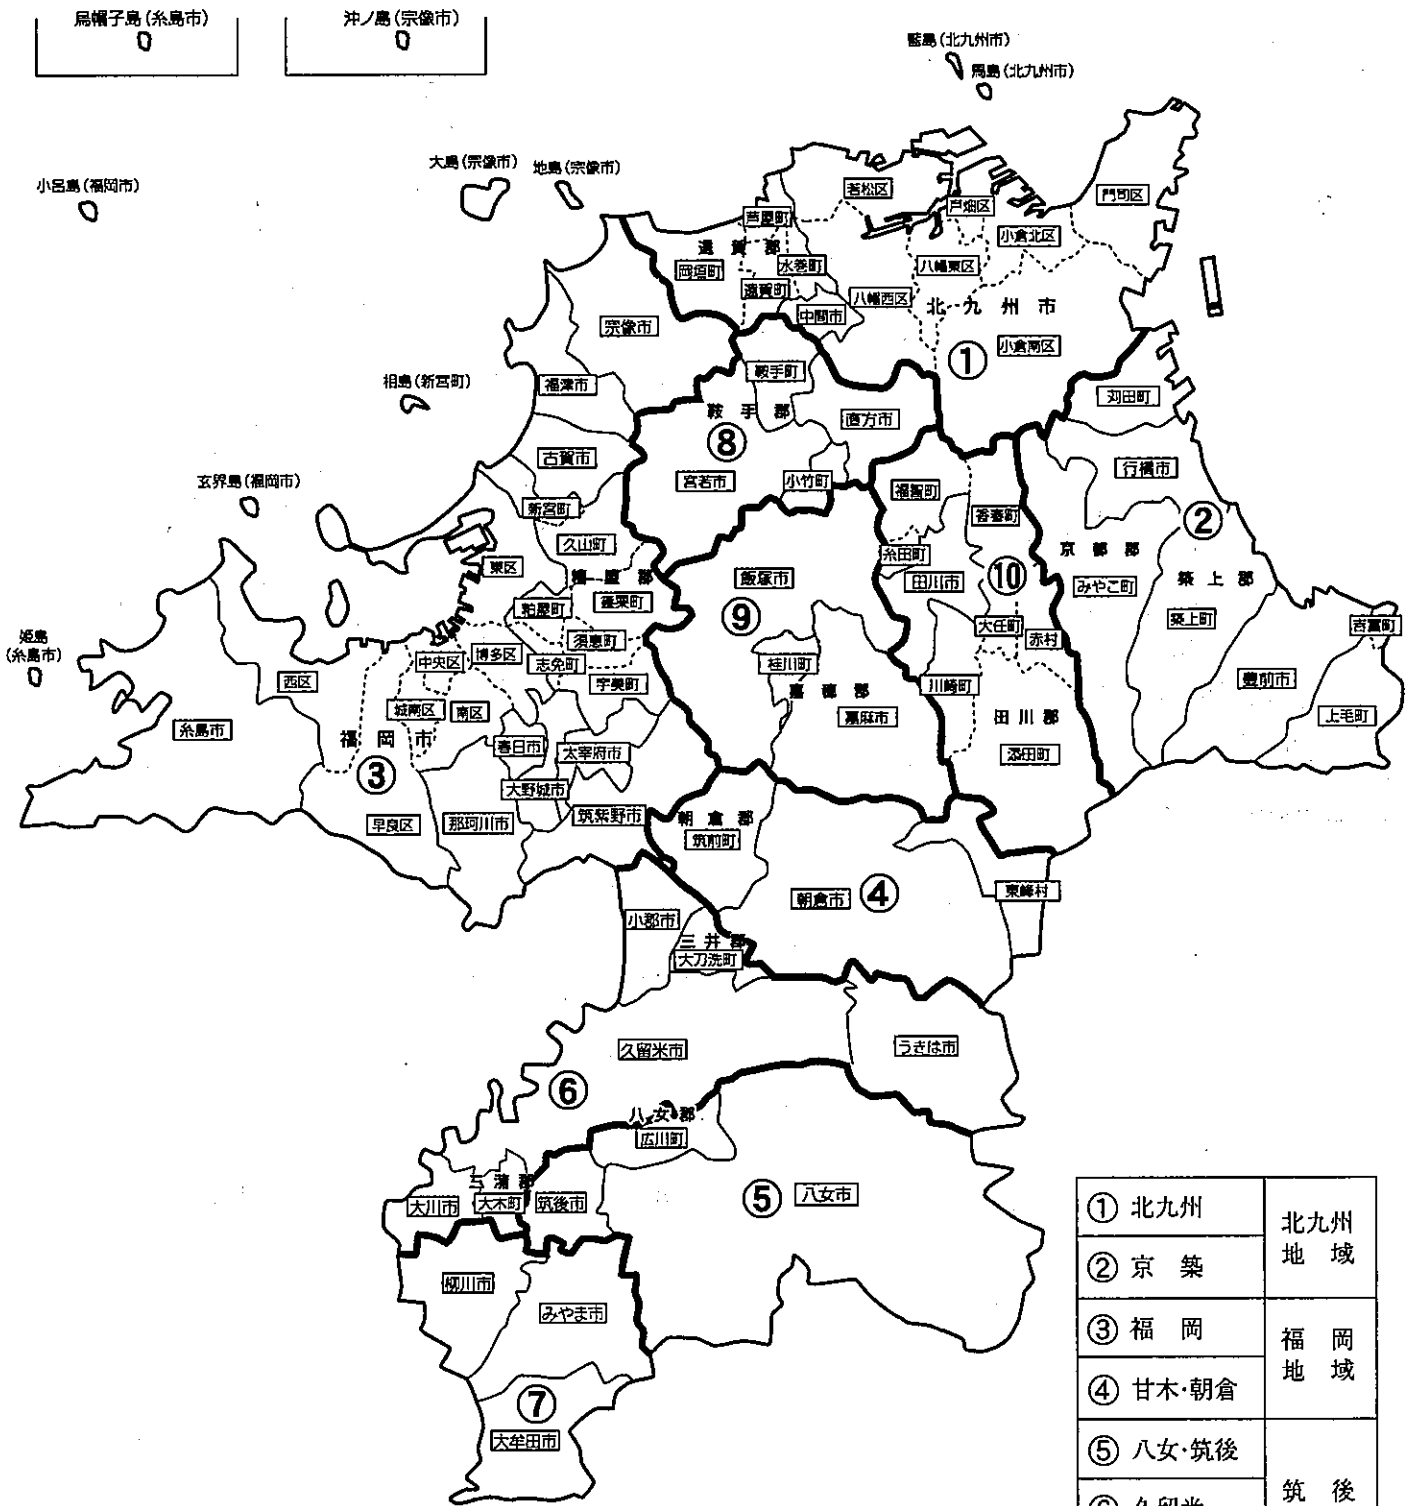 烏帽子島(糸島市)
沖ノ島(宗像市)
藍島(北九州市)
馬島(北九州市)
大島(宗像市)
地島(宗像市)
小呂島(福岡市)
若松区
戸畑区
門司区
芦屋町
小倉北区
遠賀郡
水巻町
岡垣町
遠賀町
八幡東区
八幡西区
中間市
北九州市
小倉南区
①
宗像市
鞍手町
福津市
相島(新宮町)
苅田町
鞍手郡
⑧
直方市
古賀市
行橋市
宮若市
小竹町
玄界島(福岡市)
福智町
新宮町
香春町
②
久山町
京都郡
東区
糸田町
糟屋郡
飯塚市
田川市
⑩
みやこ町
築上郡
篠栗町
粕屋町
⑨
築上町
吉富町
須恵町
大任町
赤村
姫島
(糸島市)
中央区
博多区
志免町
桂川町
西区
宇美町
川崎町
豊前市
嘉穂郡
城南区
南区
嘉麻市
田川郡
上毛町
糸島市
福岡市
春日市
太宰府市
添田町
③
大野城市
早良区
那珂川市
筑紫野市
朝倉郡
筑前町
朝倉市
④
東峰村
小郡市
三井郡
大刀洗町
久留米市
うきは市
⑥
八女郡
広川町
三潴郡
大川市
大木町
筑後市
⑤
八女市
柳川市
みやま市
⑦
大牟田市
① 北九州
北九州
地域
② 京築
③ 福岡
福岡
地域
④ 甘木・朝倉
⑤ 八女・筑後
筑後
⑥ 久留米